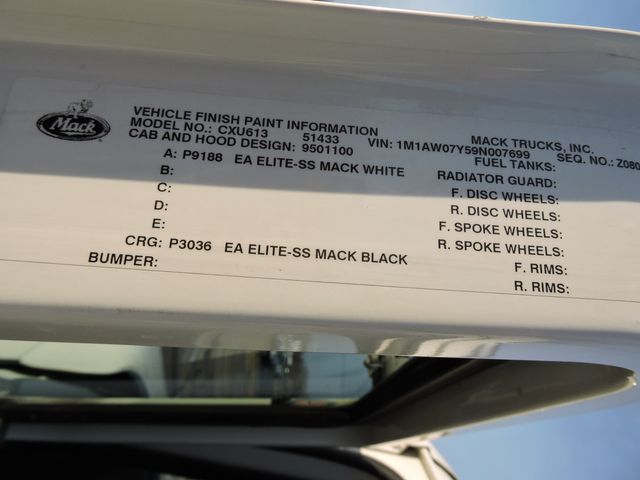 Mack
VEHICLE FINISH PAINT INFORMATION MACK TRUCKS, INC.
MODEL NO.: CXU613 51433 VIN: 1M1AW07Y59N007699 SEQ. NO.: Z080
CAB AND HOOD DESIGN: 9501100 FUEL TANKS:
A: P9188 EA ELITE-SS MACK WHITE RADIATOR GUARD:
B: F. DISC WHEELS:
C: R. DISC WHEELS:
D: F. SPOKE WHEELS:
E: R. SPOKE WHEELS:
CRG: P3036 EA ELITE-SS MACK BLACK F. RIMS:
BUMPER: R. RIMS: